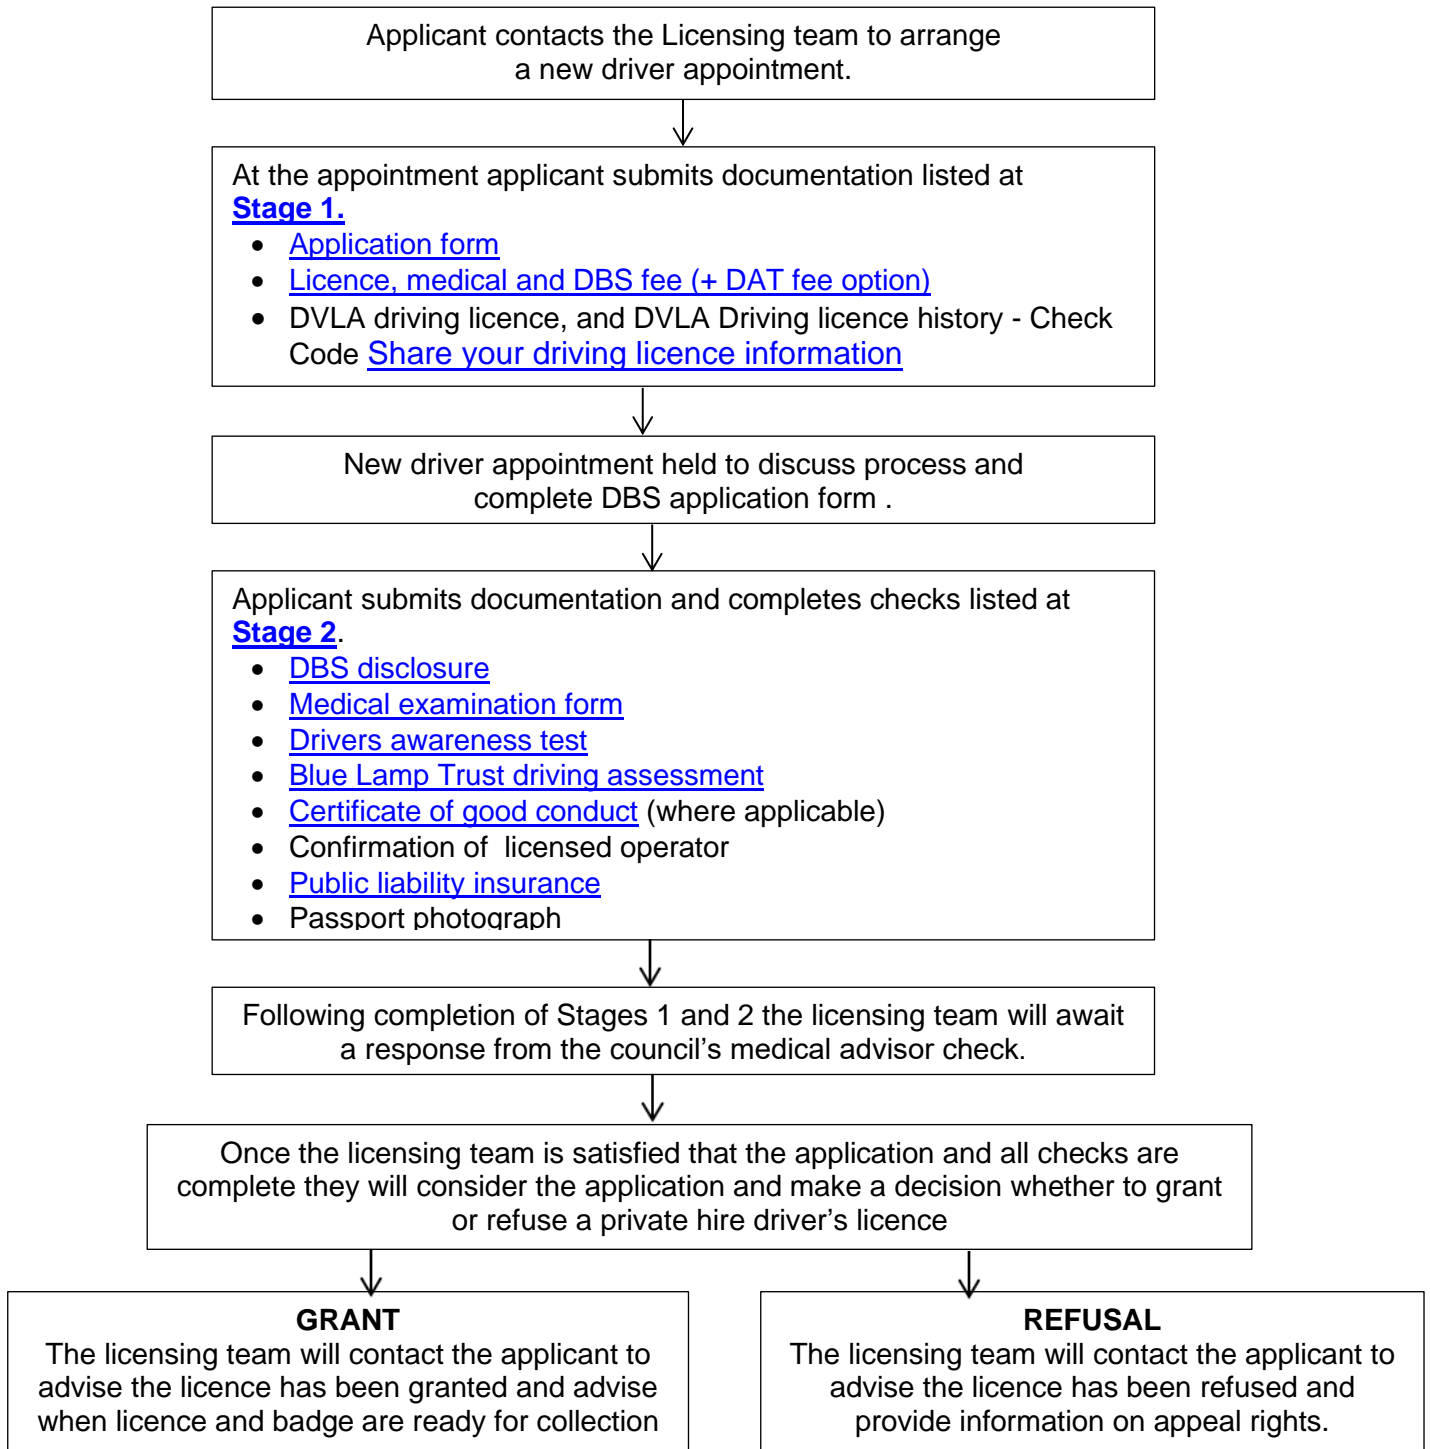 Applicant contacts the Licensing team to arrange
a new driver appointment.
At the appointment applicant submits documentation listed at
Stage 1.
• Application form
• Licence, medical and DBS fee (+ DAT fee option)
• DVLA driving licence, and DVLA Driving licence history - Check
Code Share your driving licence information
New driver appointment held to discuss process and
complete DBS application form .
Applicant submits documentation and completes checks listed at
Stage 2.
• DBS disclosure
• Medical examination form
• Drivers awareness test
• Blue Lamp Trust driving assessment
• Certificate of good conduct (where applicable)
• Confirmation of licensed operator
• Public liability insurance
• Passport photograph
Following completion of Stages 1 and 2 the licensing team will await
a response from the council’s medical advisor check.
Once the licensing team is satisfied that the application and all checks are
complete they will consider the application and make a decision whether to grant
or refuse a private hire driver’s licence
GRANT
The licensing team will contact the applicant to
advise the licence has been granted and advise
when licence and badge are ready for collection
REFUSAL
The licensing team will contact the applicant to
advise the licence has been refused and
provide information on appeal rights.